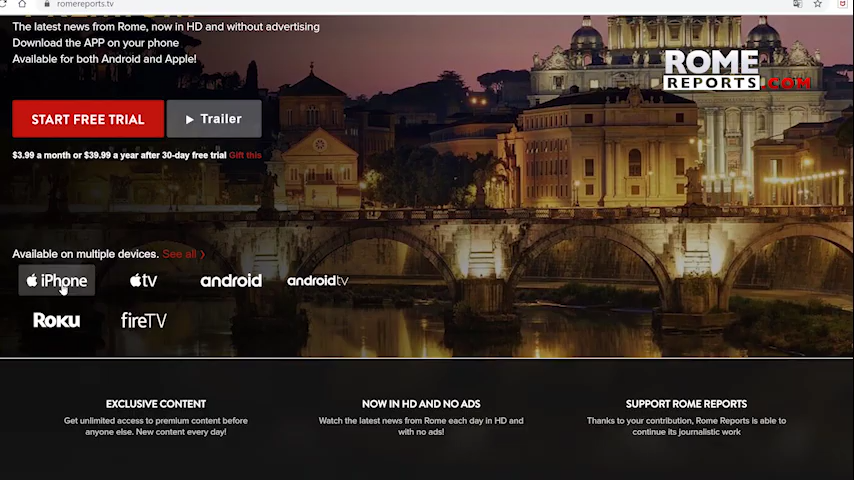 romereports.tv
The latest news from Rome, now in HD and without advertising
Download the APP on your phone
Available for both Android and Apple!
ROME
REPORTS.COM
START FREE TRIAL
Trailer
$3.99 a month or $39.99 a year after 30-day free trial Gift this
Available on multiple devices. See all
iPhone
tv
android
androidtv
ROKU
fireTV
EXCLUSIVE CONTENT
Get unlimited access to premium content before
anyone else. New content every day!
NOW IN HD AND NO ADS
Watch the latest news from Rome each day in HD and
with no ads!
SUPPORT ROME REPORTS
Thanks to your contribution, Rome Reports is able to
continue its journalistic work